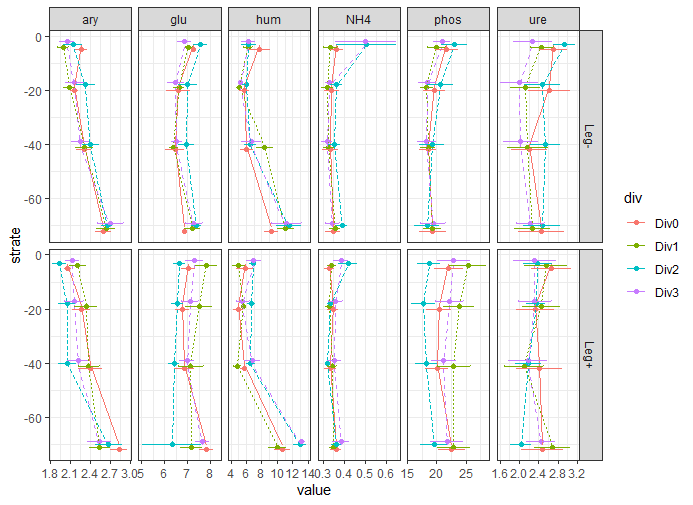 ary glu hum NH4 phos ure
0
-20
-40
-60
Leg-
0
-20
-40
-60
Leg+
strate
1.8 2.1 2.4 2.7 3.0 5 6 7 8 4 6 8 10 12 14 0.3 0.4 0.5 0.6 15 20 25 1.6 2.0 2.4 2.8 3.2
value
div
Div0
Div1
Div2
Div3